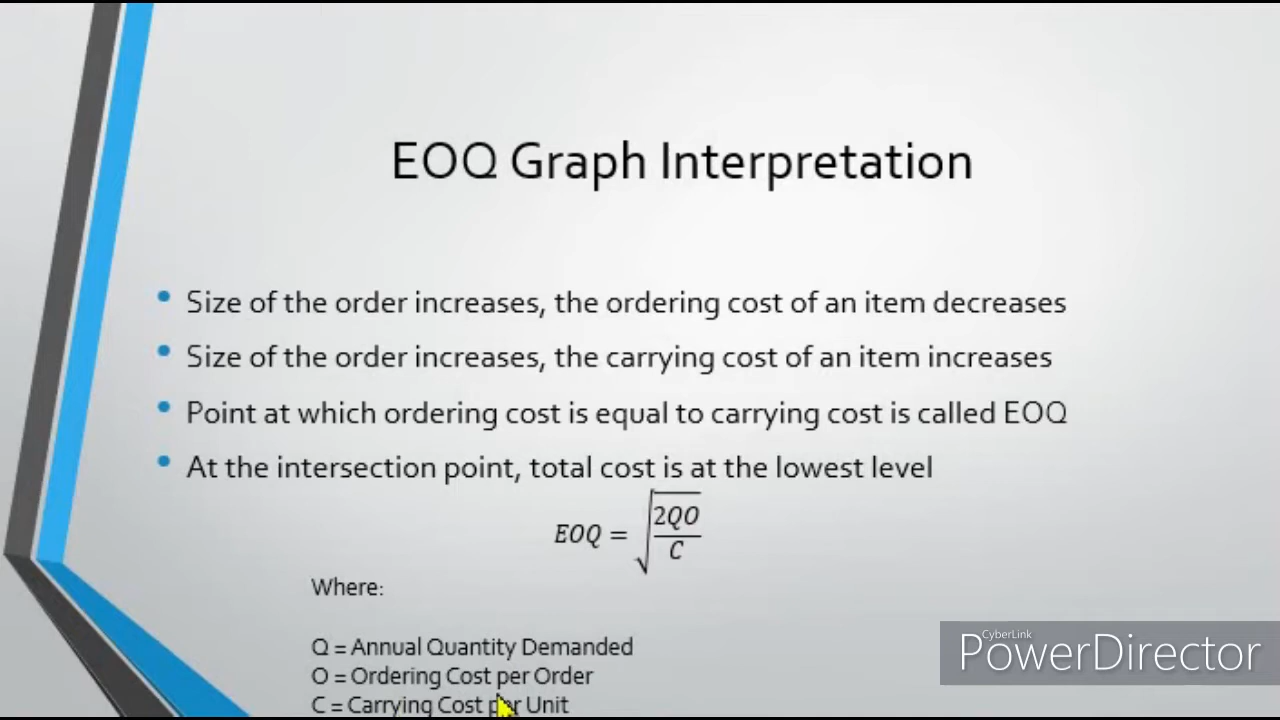 EOQ Graph Interpretation
• Size of the order increases, the ordering cost of an item decreases
• Size of the order increases, the carrying cost of an item increases
• Point at which ordering cost is equal to carrying cost is called EOQ
• At the intersection point, total cost is at the lowest level
EOQ = √(2QO/C)
Where:
Q = Annual Quantity Demanded
O = Ordering Cost per Order
C = Carrying Cost per Unit
CyberLink
PowerDirector